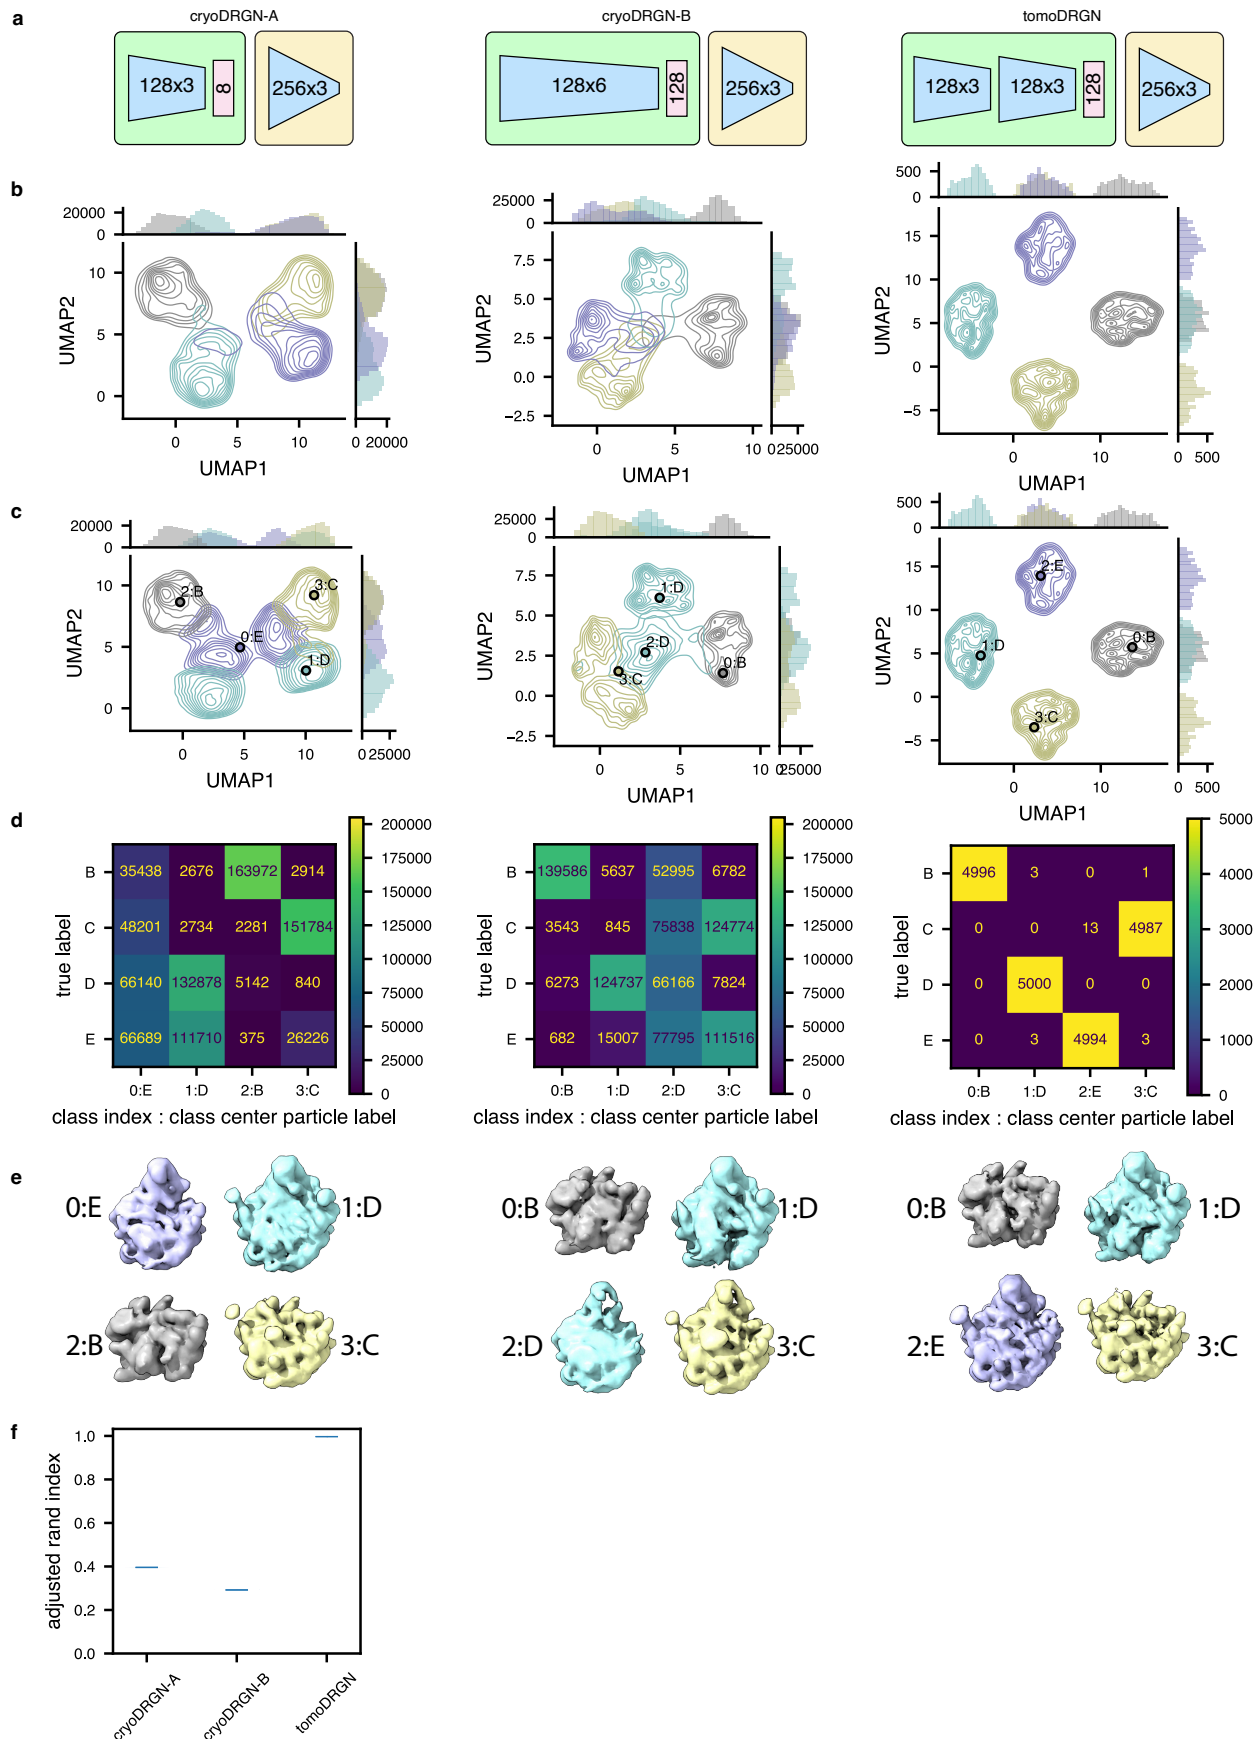 a
cryoDRGN-A
cryoDRGN-B
tomoDRGN
128x3
8
256x3
128x6
128
256x3
128x3
128x3
128
256x3
b
20000
0
10
5
0
UMAP2
0
5
10
0
20000
UMAP1
25000
0
7.5
5.0
2.5
0.0
−2.5
UMAP2
0
5
10
0
25000
UMAP1
500
0
15
10
5
0
−5
UMAP2
0
10
0
500
UMAP1
c
20000
0
10
5
0
UMAP2
2:B
3:C
0:E
1:D
0
5
10
0
25000
UMAP1
25000
0
7.5
5.0
2.5
0.0
−2.5
UMAP2
1:D
2:D
0:B
3:C
0
5
10
0
25000
UMAP1
500
0
15
10
5
0
−5
UMAP2
2:E
1:D
0:B
3:C
0
10
0
500
UMAP1
d
true label
B
35438
2676
163972
2914
C
48201
2734
2281
151784
D
66140
132878
5142
840
E
66689
111710
375
26226
0:E
1:D
2:B
3:C
class index : class center particle label
200000
175000
150000
125000
100000
75000
50000
25000
0
true label
B
139586
5637
52995
6782
C
3543
845
75838
124774
D
6273
124737
66166
7824
E
682
15007
77795
111516
0:B
1:D
2:D
3:C
class index : class center particle label
200000
175000
150000
125000
100000
75000
50000
25000
0
true label
B
4996
3
0
1
C
0
0
13
4987
D
0
5000
0
0
E
0
3
4994
3
0:B
1:D
2:E
3:C
class index : class center particle label
5000
4000
3000
2000
1000
0
e
0:E
1:D
2:B
3:C
0:B
1:D
2:D
3:C
0:B
1:D
2:E
3:C
f
adjusted rand index
1.0
0.8
0.6
0.4
0.2
0.0
cryoDRGN-A
cryoDRGN-B
tomoDRGN